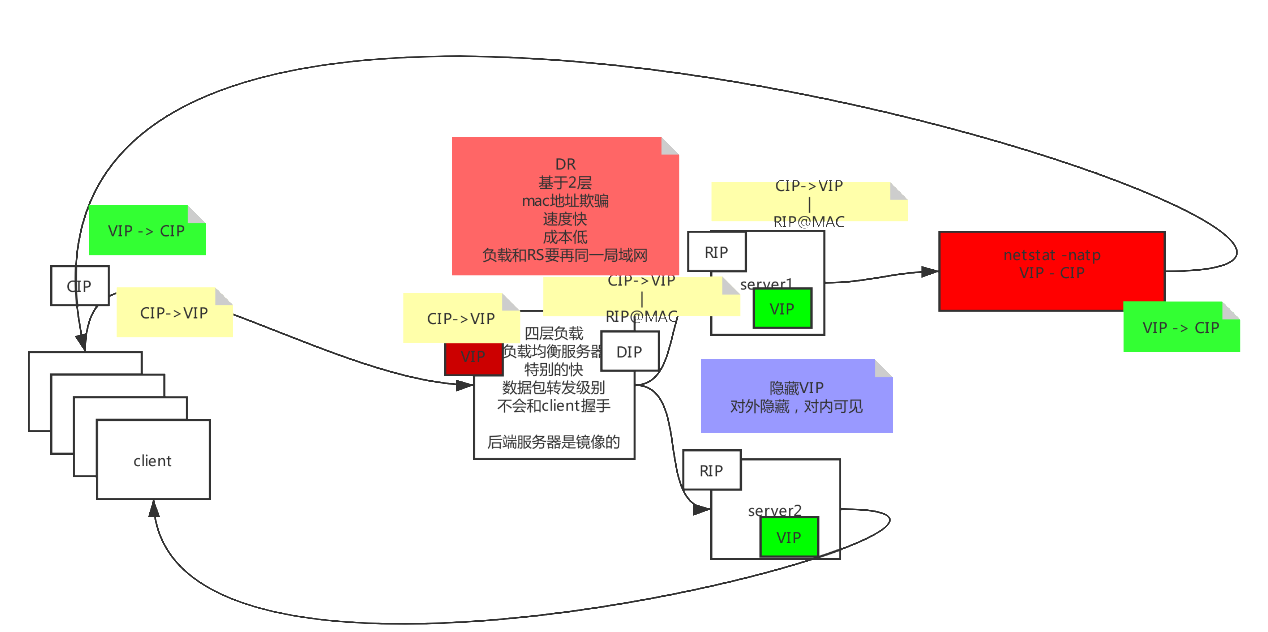 DR
基于2层
mac地址欺骗
速度快
成本低
负载和RS要再同一局域网
CIP->VIP
|
RIP@MAC
VIP -> CIP
RIP
netstat -natp
VIP - CIP
CIP
CIP->VIP
CIP->VIP
CIP->VIP
|
RIP@MAC
server1
VIP
VIP -> CIP
VIP
DIP
四层负载
负载均衡服务器
特别的快
数据包转发级别
不会和client握手
后端服务器是镜像的
隐藏VIP
对外隐藏，对内可见
client
RIP
server2
VIP